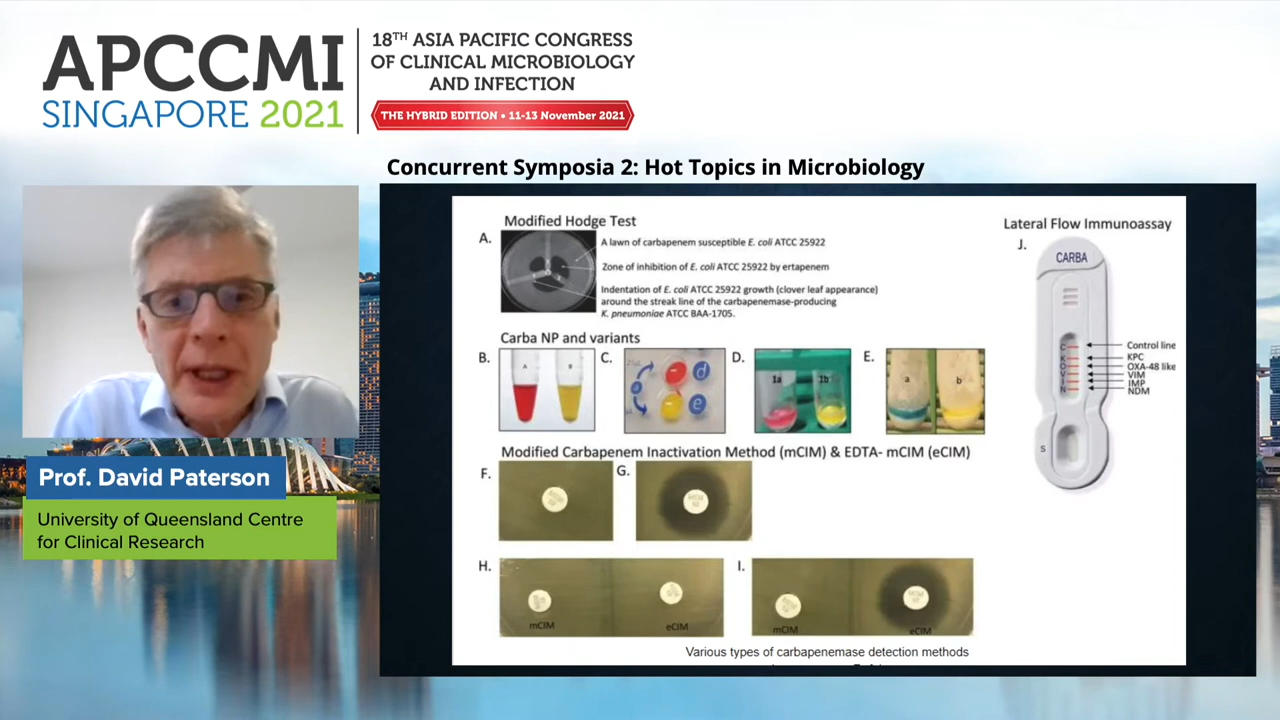 APCCMI
SINGAPORE 2021
18TH ASIA PACIFIC CONGRESS
OF CLINICAL MICROBIOLOGY
AND INFECTION
THE HYBRID EDITION • 11-13 November 2021
Concurrent Symposia 2: Hot Topics in Microbiology
Prof. David Paterson
University of Queensland Centre
for Clinical Research
Modified Hodge Test
A.
A lawn of carbapenem susceptible E. coli ATCC 25922
Zone of inhibition of E. coli ATCC 25922 by ertapenem
Indentation of E. coli ATCC 25922 growth (clover leaf appearance)
around the streak line of the carbapenemase-producing
K. pneumoniae ATCC BAA-1705.
Carba NP and variants
B.
A
B
C.
d
a
e
D.
1a
1b
E.
a
b
Modified Carbapenem Inactivation Method (mCIM) & EDTA- mCIM (eCIM)
F.
G.
H.
mCIM
eCIM
I.
mCIM
eCIM
Lateral Flow Immunoassay
J.
CARBA
C
K
O
V
I
N
Control line
KPC
OXA-48 like
VIM
IMP
NDM
S
Various types of carbapenemase detection methods